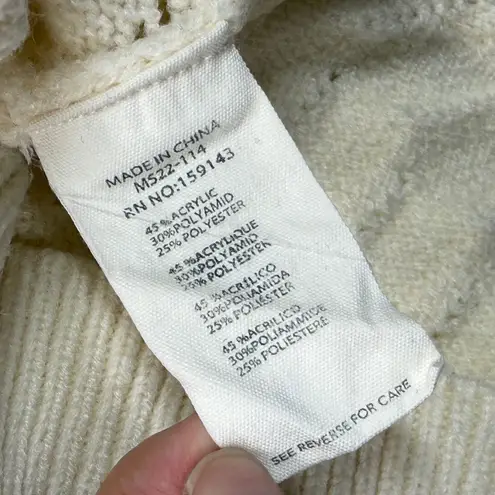 MADE IN CHINA
MS22-114
RN NO:159143
45 %ACRYLIC
30%POLYAMID
25% POLYESTER
45 %ACRYLIQUE
30%POLYAMID
25% POLYESTER
45 %ACRILICO
30%POLIAMIDA
25% POLIESTER
45 %ACRILICO
30%POLIAMMIDE
25% POLIESTERE
SEE REVERSE FOR CARE